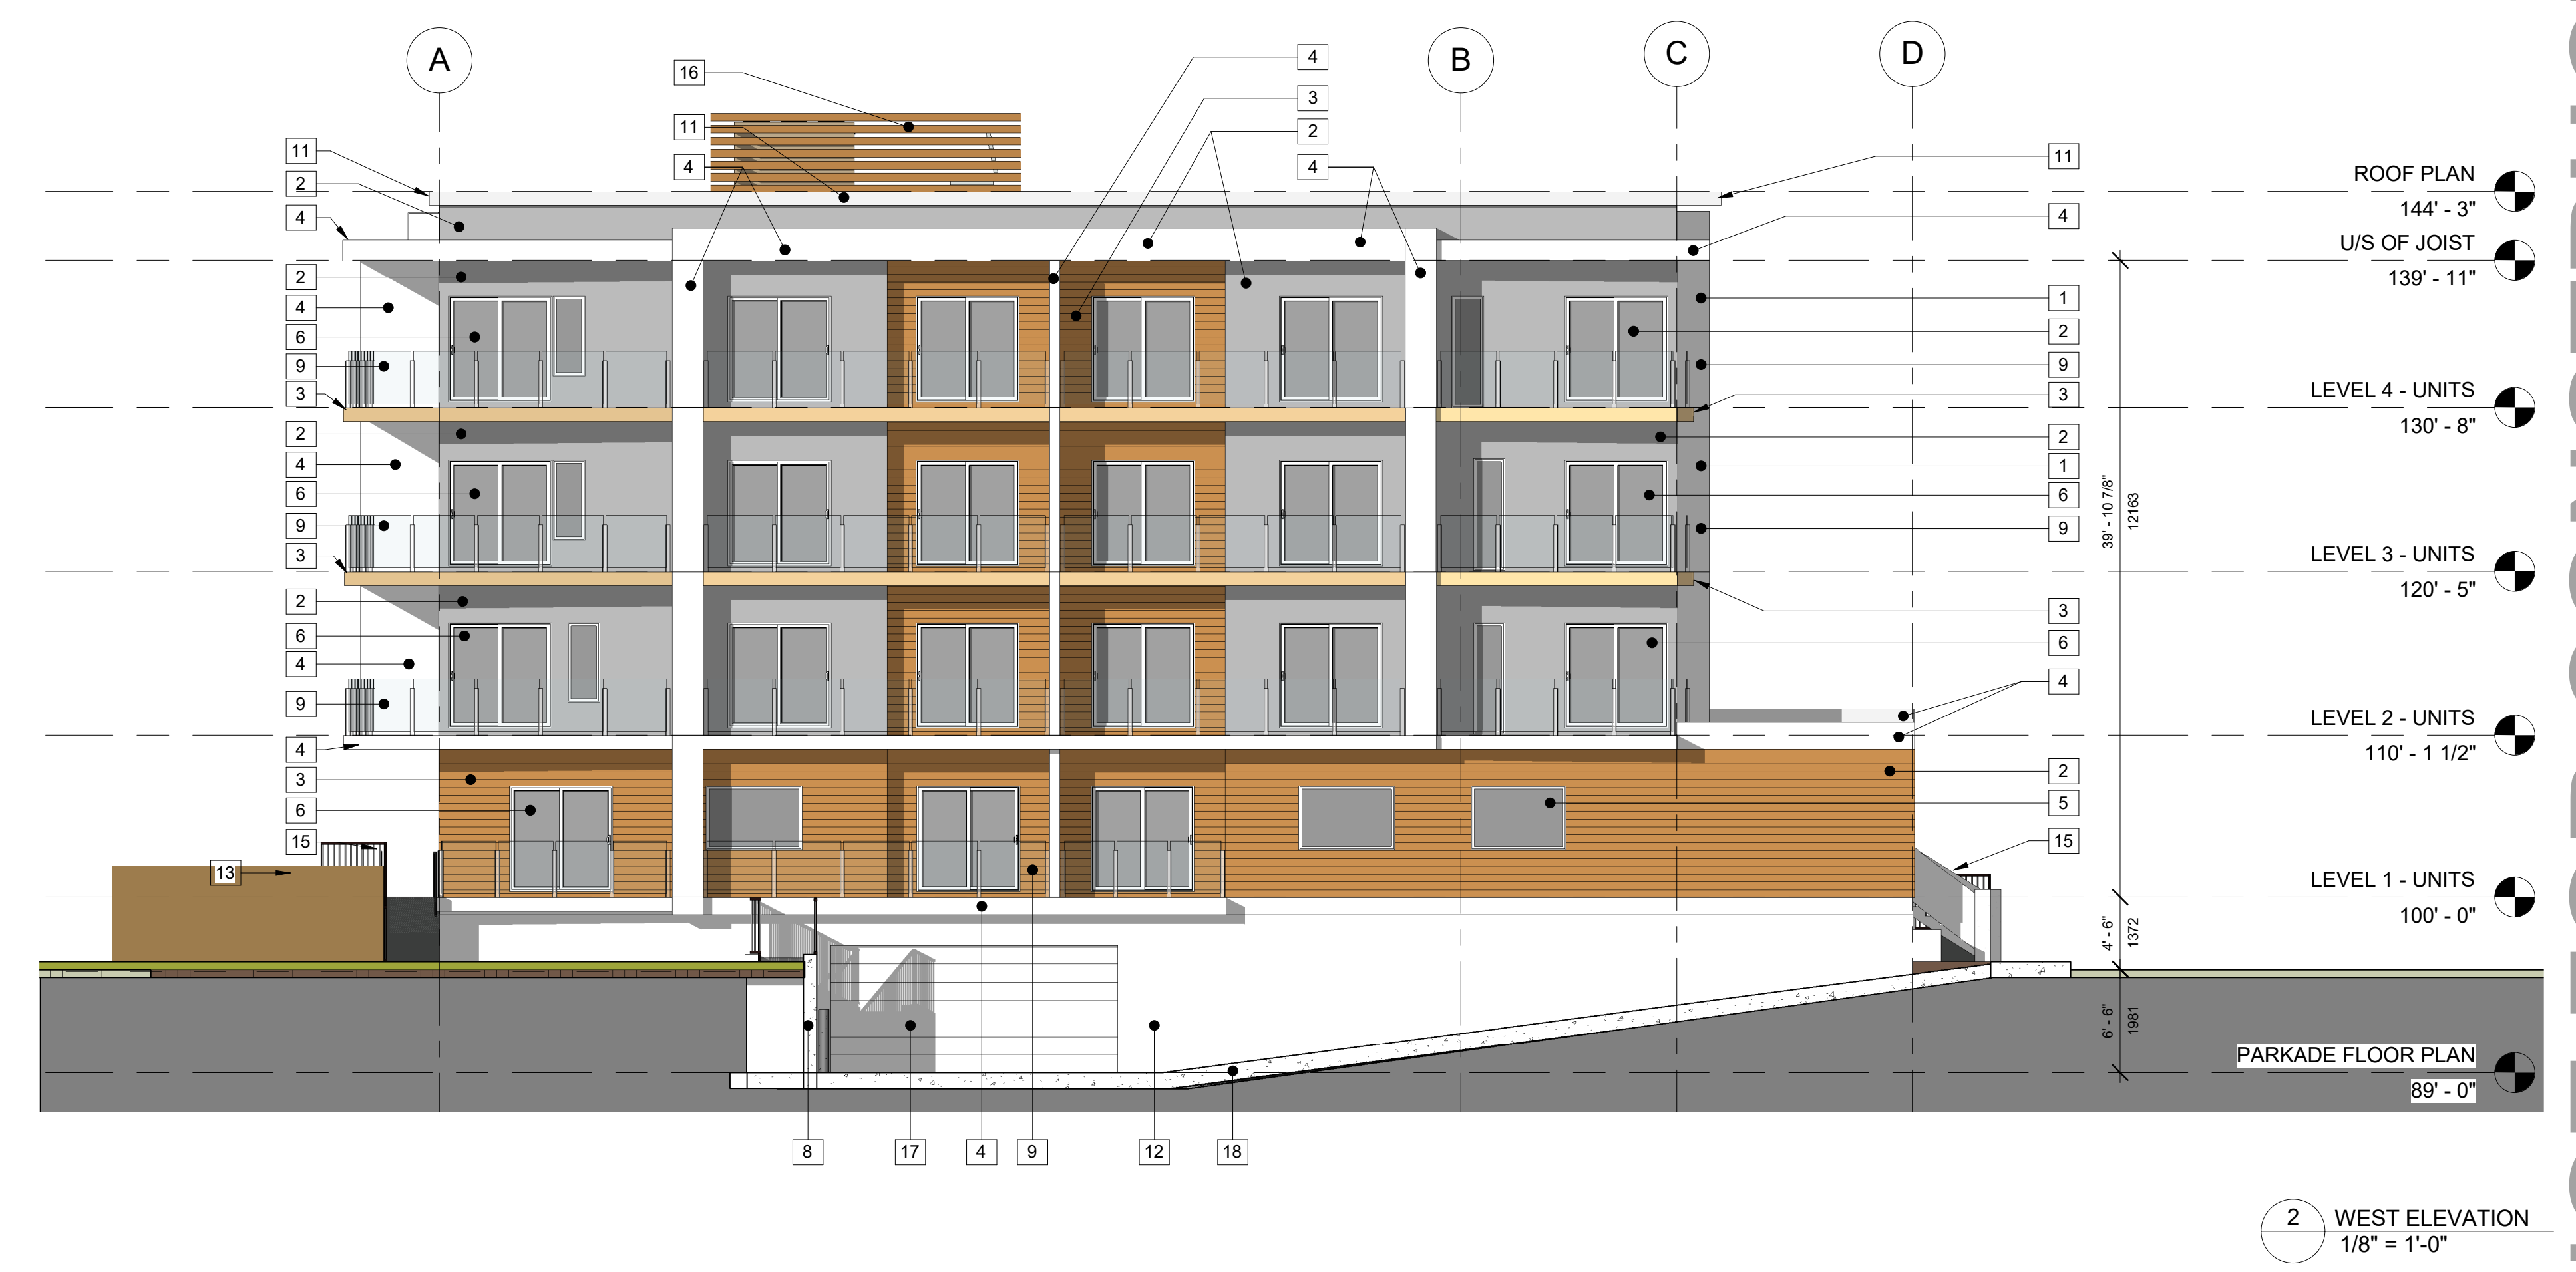 A
B
C
D
16
11
4
4
3
2
4
11
2
4
2
4
6
9
3
2
4
6
9
3
2
6
4
9
4
3
6
15
13
11
4
1
2
9
3
2
1
6
9
3
6
4
2
5
15
8
17
4
9
12
18
ROOF PLAN
144' - 3"
U/S OF JOIST
139' - 11"
LEVEL 4 - UNITS
130' - 8"
LEVEL 3 - UNITS
120' - 5"
LEVEL 2 - UNITS
110' - 1 1/2"
LEVEL 1 - UNITS
100' - 0"
PARKADE FLOOR PLAN
89' - 0"
39' - 10 7/8"
12163
4' - 6"
1372
6' - 6"
1981
2
WEST ELEVATION
1/8" = 1'-0"